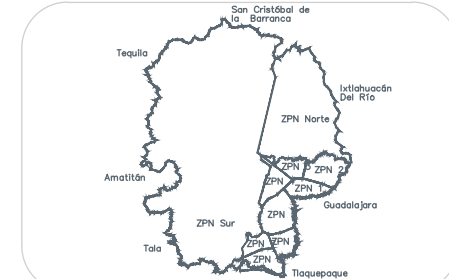 San Cristóbal de
la Barranca
Tequila
Ixtlahuacán
Del Río
ZPN Norte
ZPN
ZPN 2
Amatitán
ZPN
ZPN 1
Guadalajara
ZPN
ZPN Sur
Tala
ZPN
ZPN
ZPN
Tlaquepaque